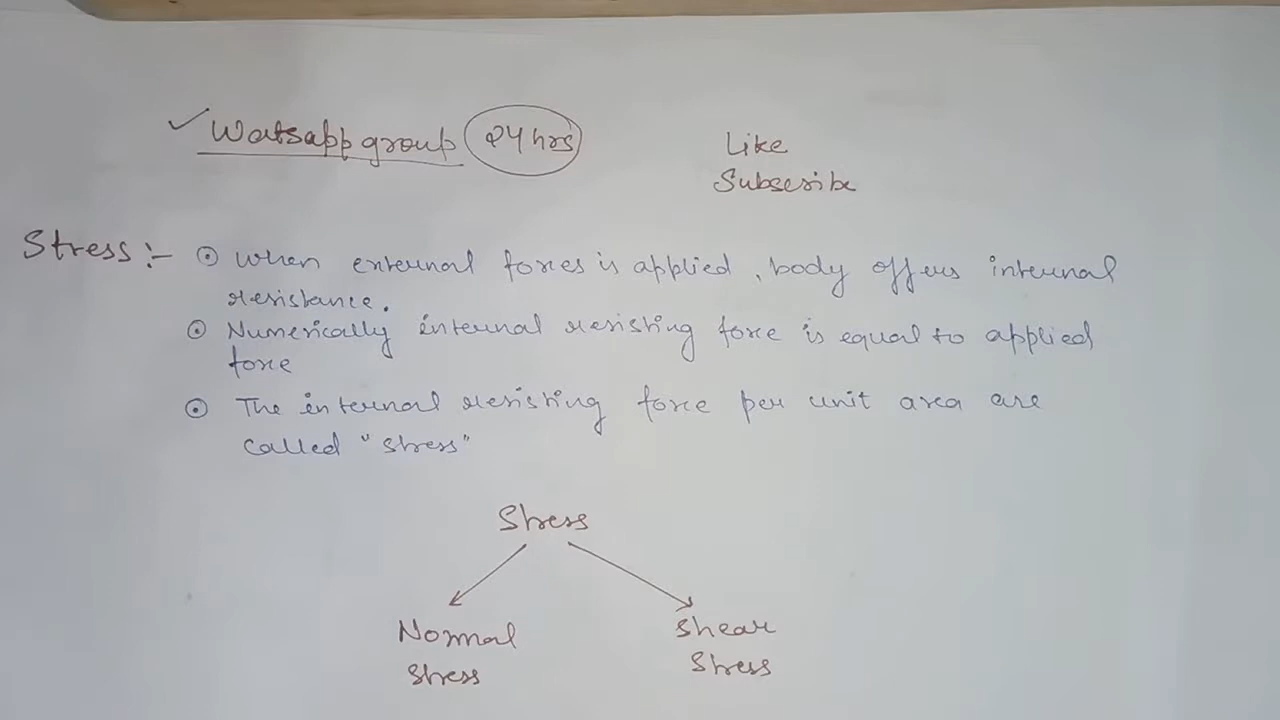 ✓ Watsapp group 24 hrs
Like
Subscribe
Stress :- ⊙ When external forces is applied, body offers internal
resistance.
⊙ Numerically internal resisting force is equal to applied
force
⊙ The internal resisting force per unit area are
called "stress"
Stress
Normal
Stress
Shear
Stress